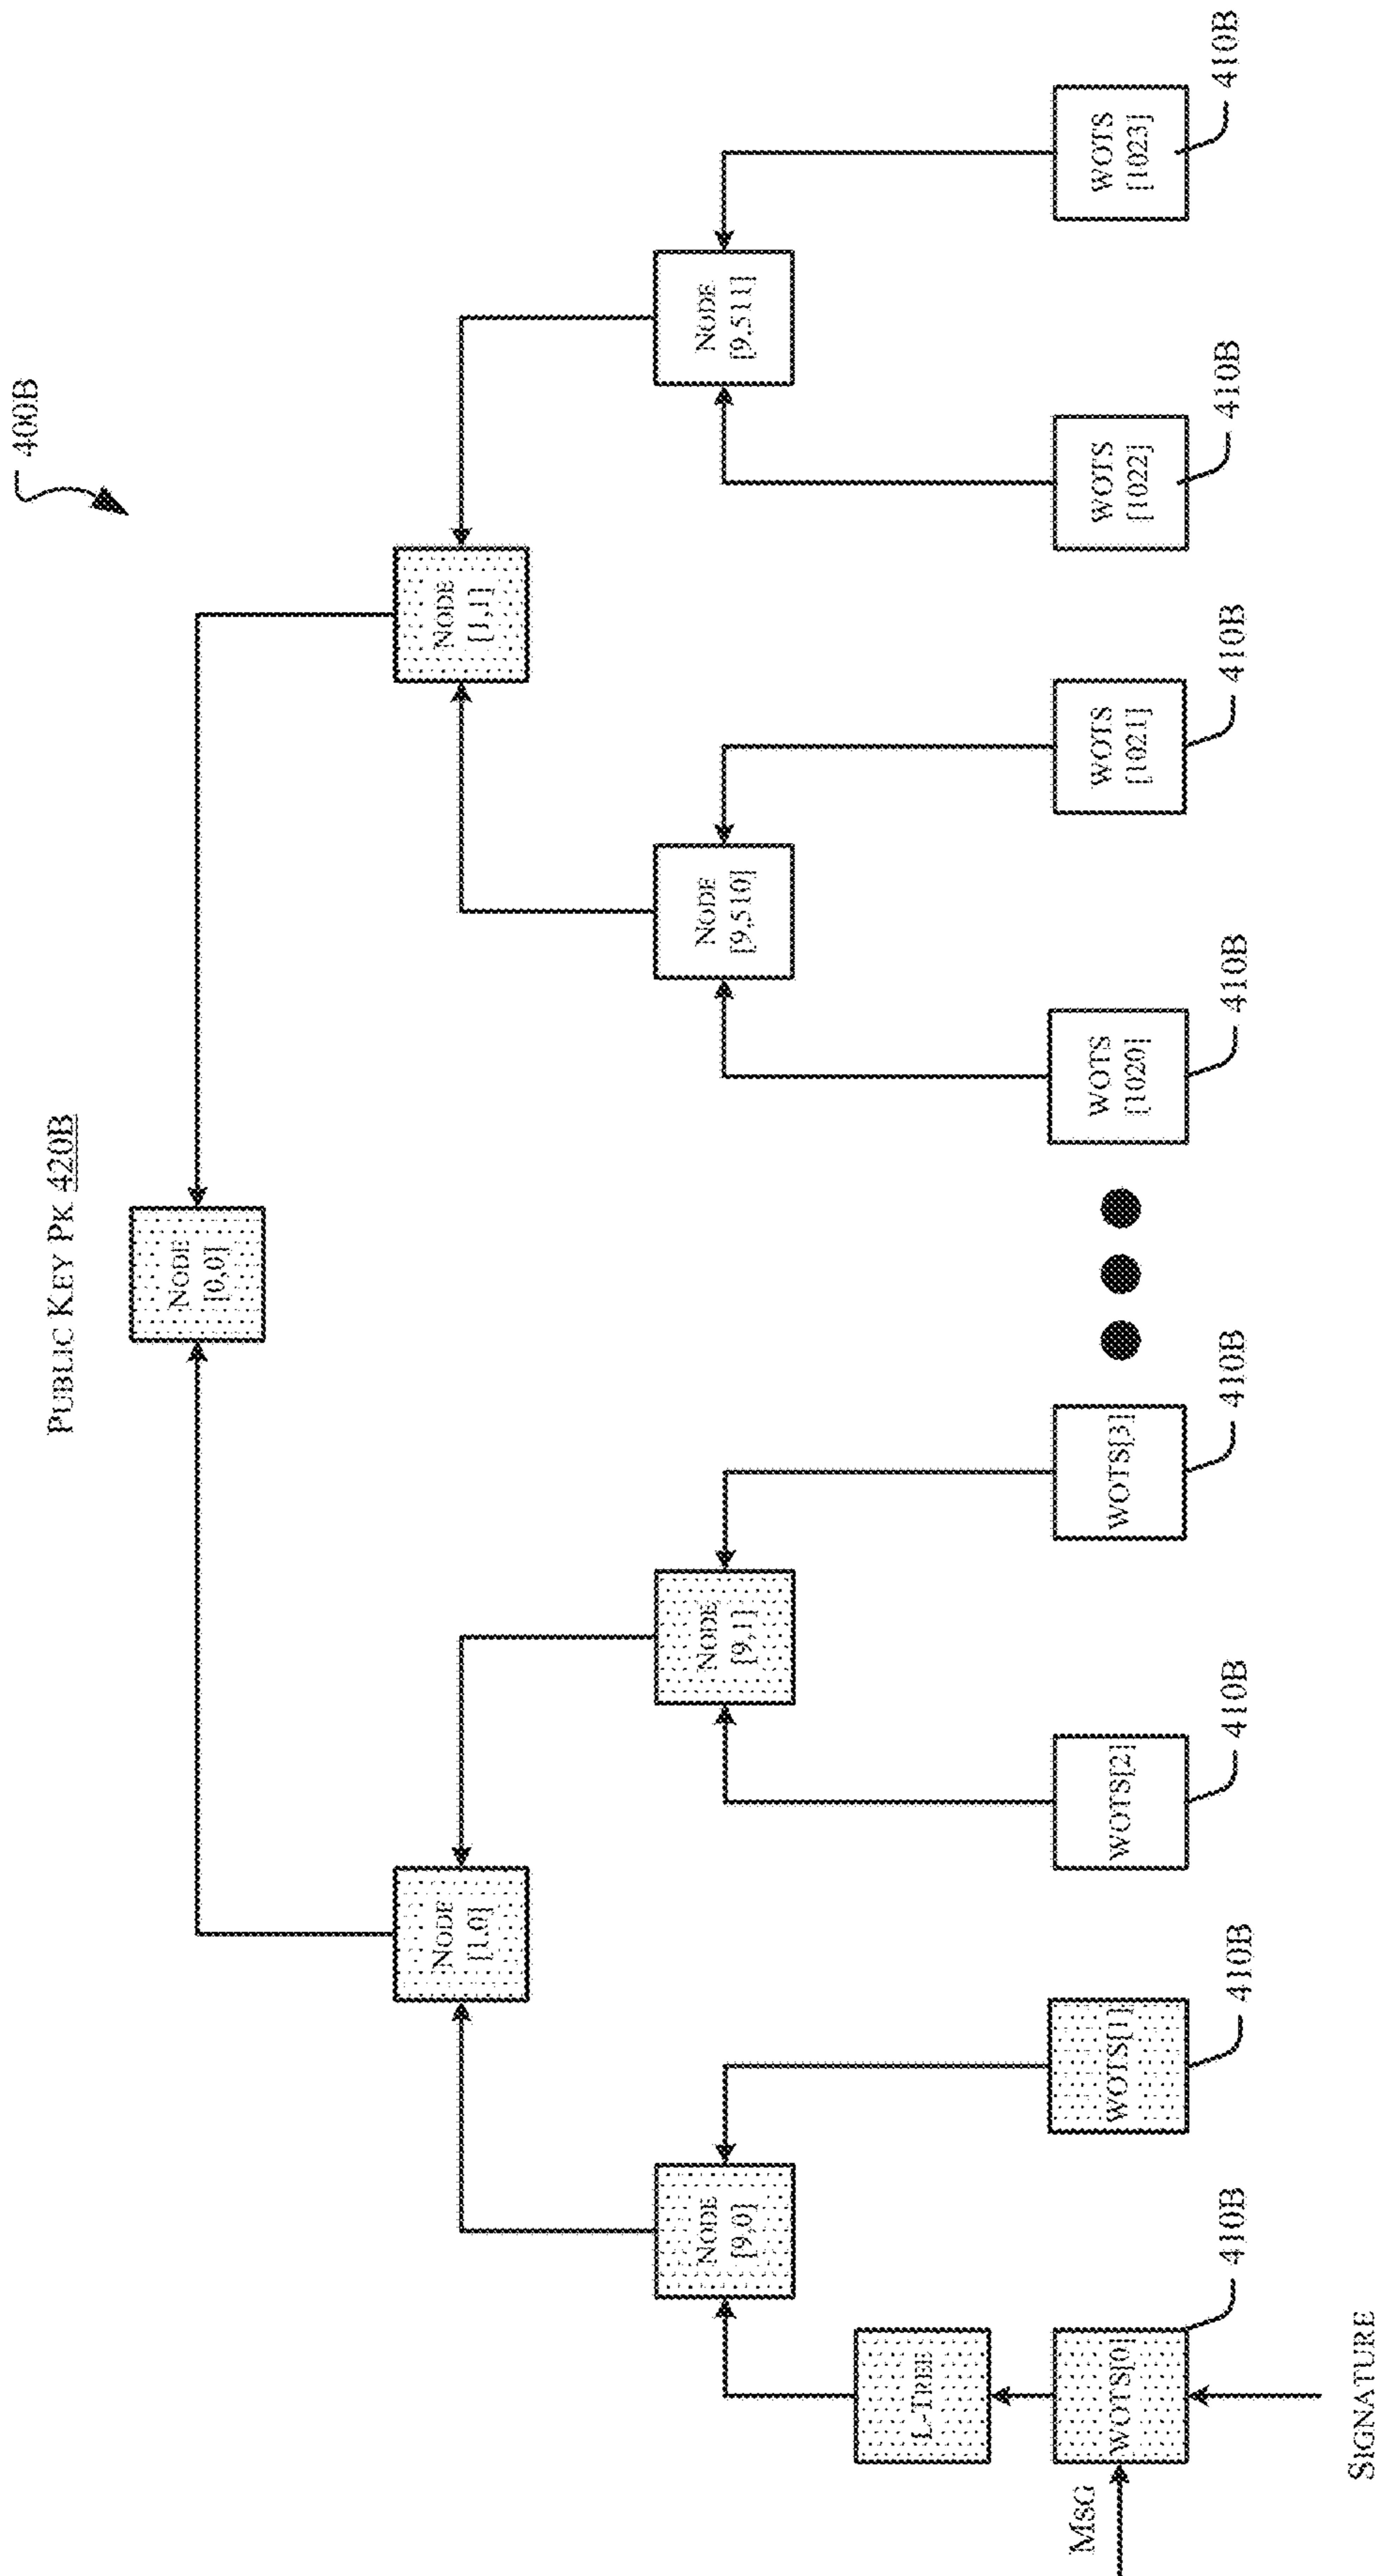 400B
PUBLIC KEY PK 420B
NODE
[0,0]
NODE
[1,0]
NODE
[1,1]
NODE
[9,0]
NODE
[9,1]
NODE
[9,510]
NODE
[9,511]
L-TREE
MSG
WOTS[0]
WOTS[1]
WOTS[2]
WOTS[3]
WOTS
[1020]
WOTS
[1021]
WOTS
[1022]
WOTS
[1023]
410B
410B
410B
410B
410B
410B
410B
410B
SIGNATURE